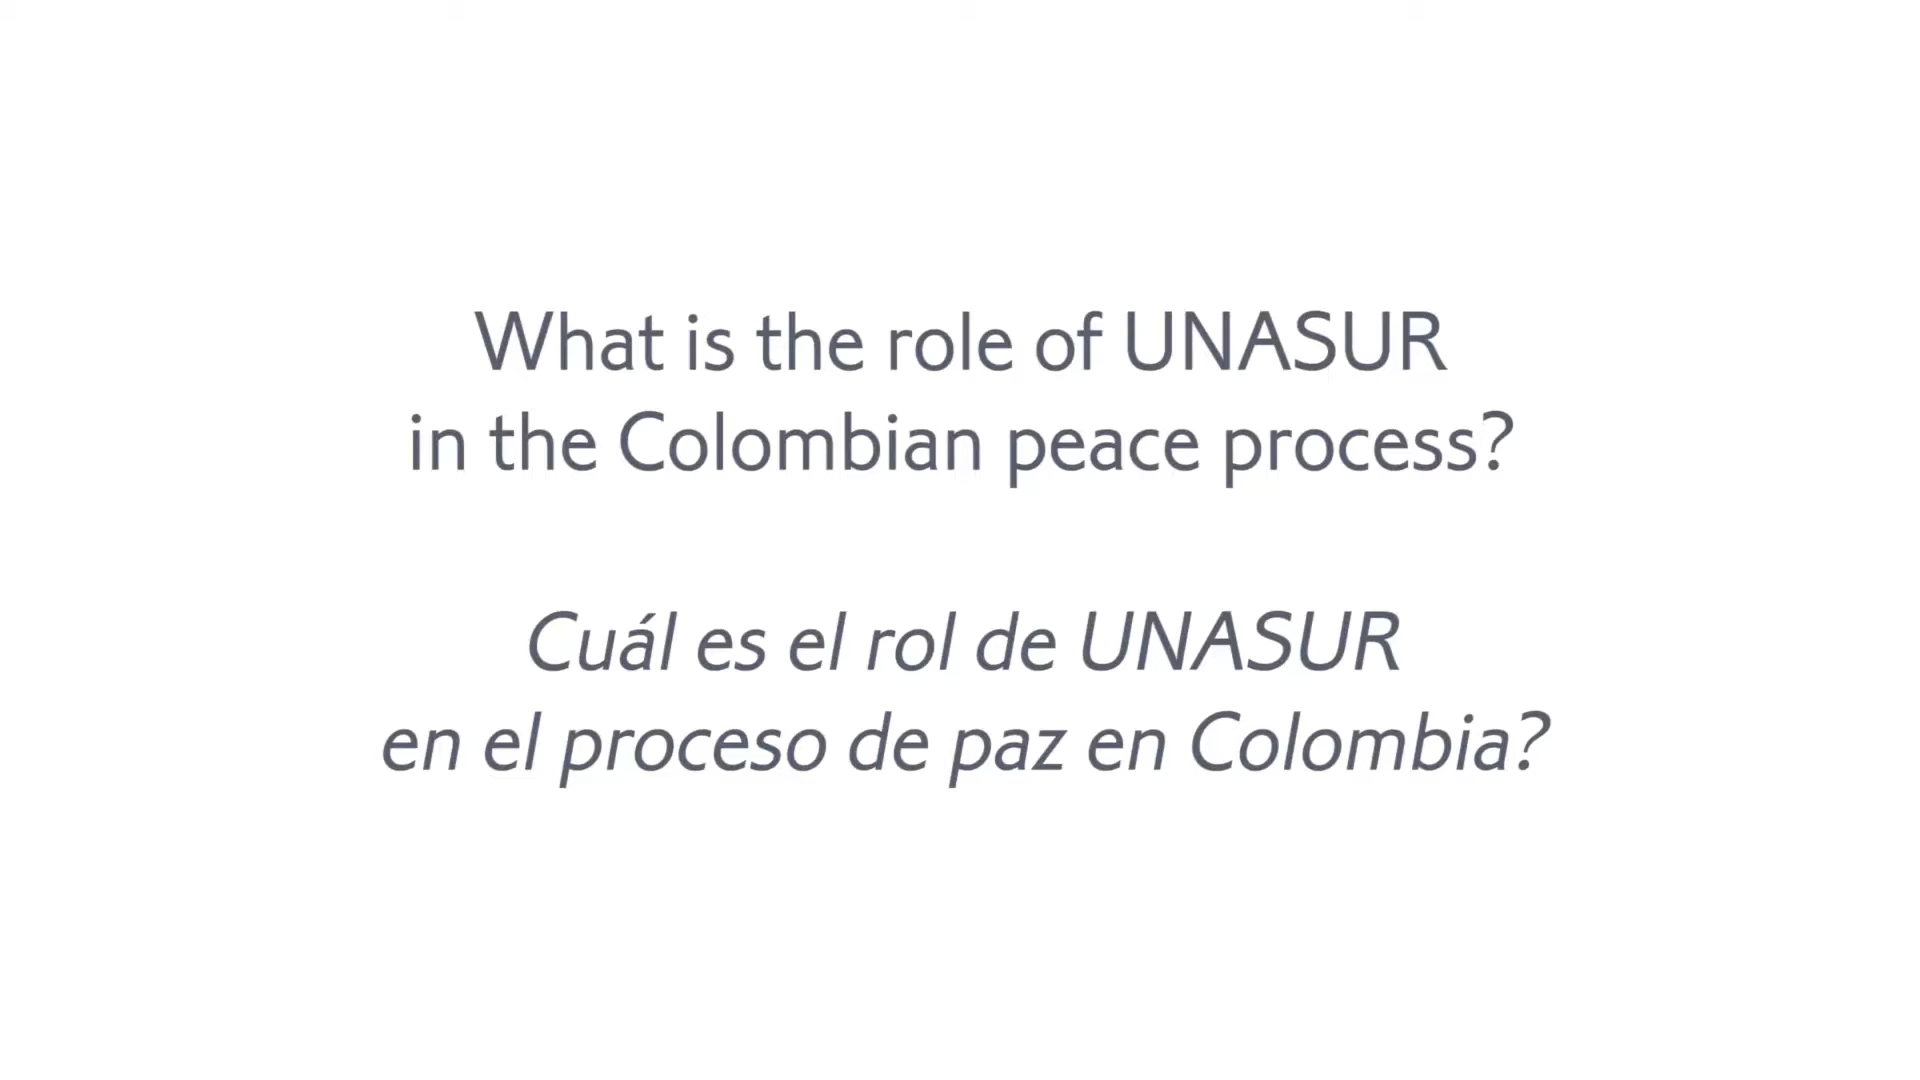 What is the role of UNASUR
in the Colombian peace process?
Cuál es el rol de UNASUR
en el proceso de paz en Colombia?